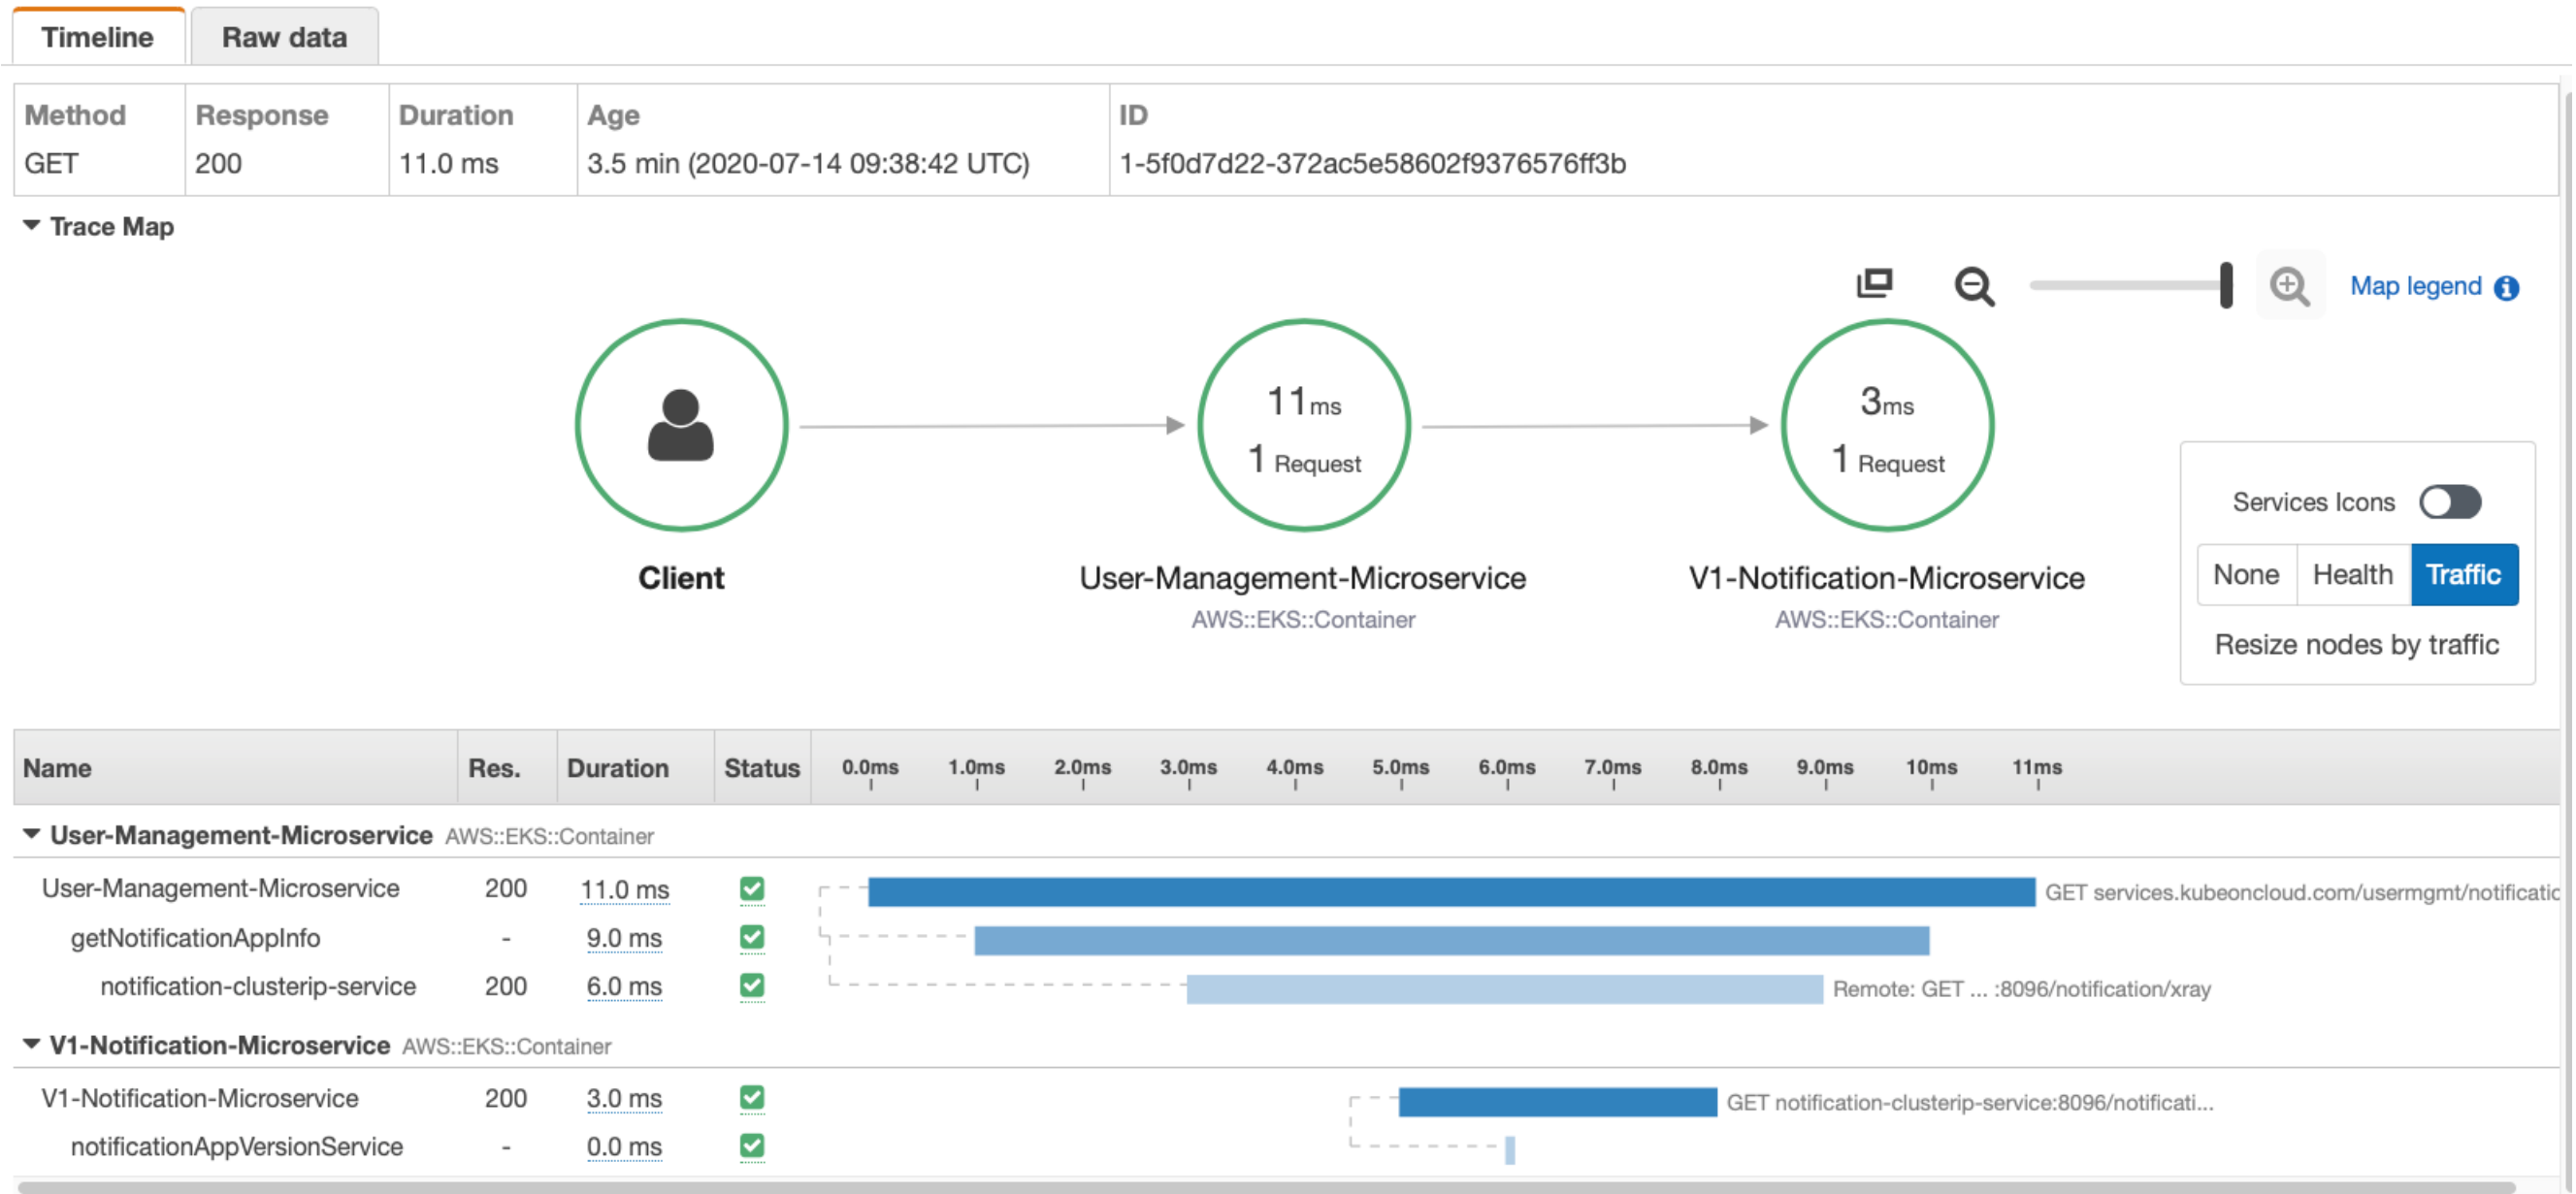 Timeline Raw data
Method Response Duration Age ID
GET 200 11.0 ms 3.5 min (2020-07-14 09:38:42 UTC) 1-5f0d7d22-372ac5e58602f9376576ff3b
Trace Map
Map legend
11ms 3ms
1 Request 1 Request
Services Icons
None Health Traffic
Resize nodes by traffic
Client User-Management-Microservice V1-Notification-Microservice
AWS::EKS::Container AWS::EKS::Container
Name Res. Duration Status 0.0ms 1.0ms 2.0ms 3.0ms 4.0ms 5.0ms 6.0ms 7.0ms 8.0ms 9.0ms 10ms 11ms
User-Management-Microservice AWS::EKS::Container
User-Management-Microservice 200 11.0 ms GET services.kubeoncloud.com/usermgmt/notificatio
getNotificationAppInfo - 9.0 ms
notification-clusterip-service 200 6.0 ms Remote: GET ... :8096/notification/xray
V1-Notification-Microservice AWS::EKS::Container
V1-Notification-Microservice 200 3.0 ms GET notification-clusterip-service:8096/notificati...
notificationAppVersionService - 0.0 ms